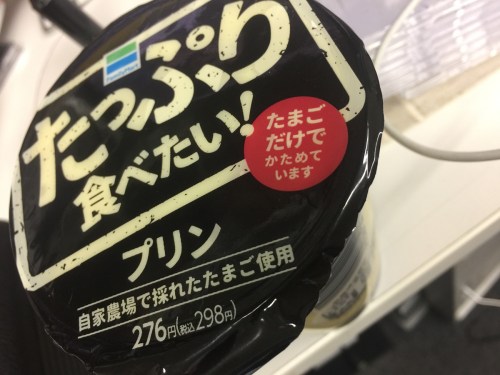 FamilyMart
たっぷり
食べたい!
たまご
だけで
かためて
います
プリン
自家農場で採れたたまご使用
276円(税込298円)